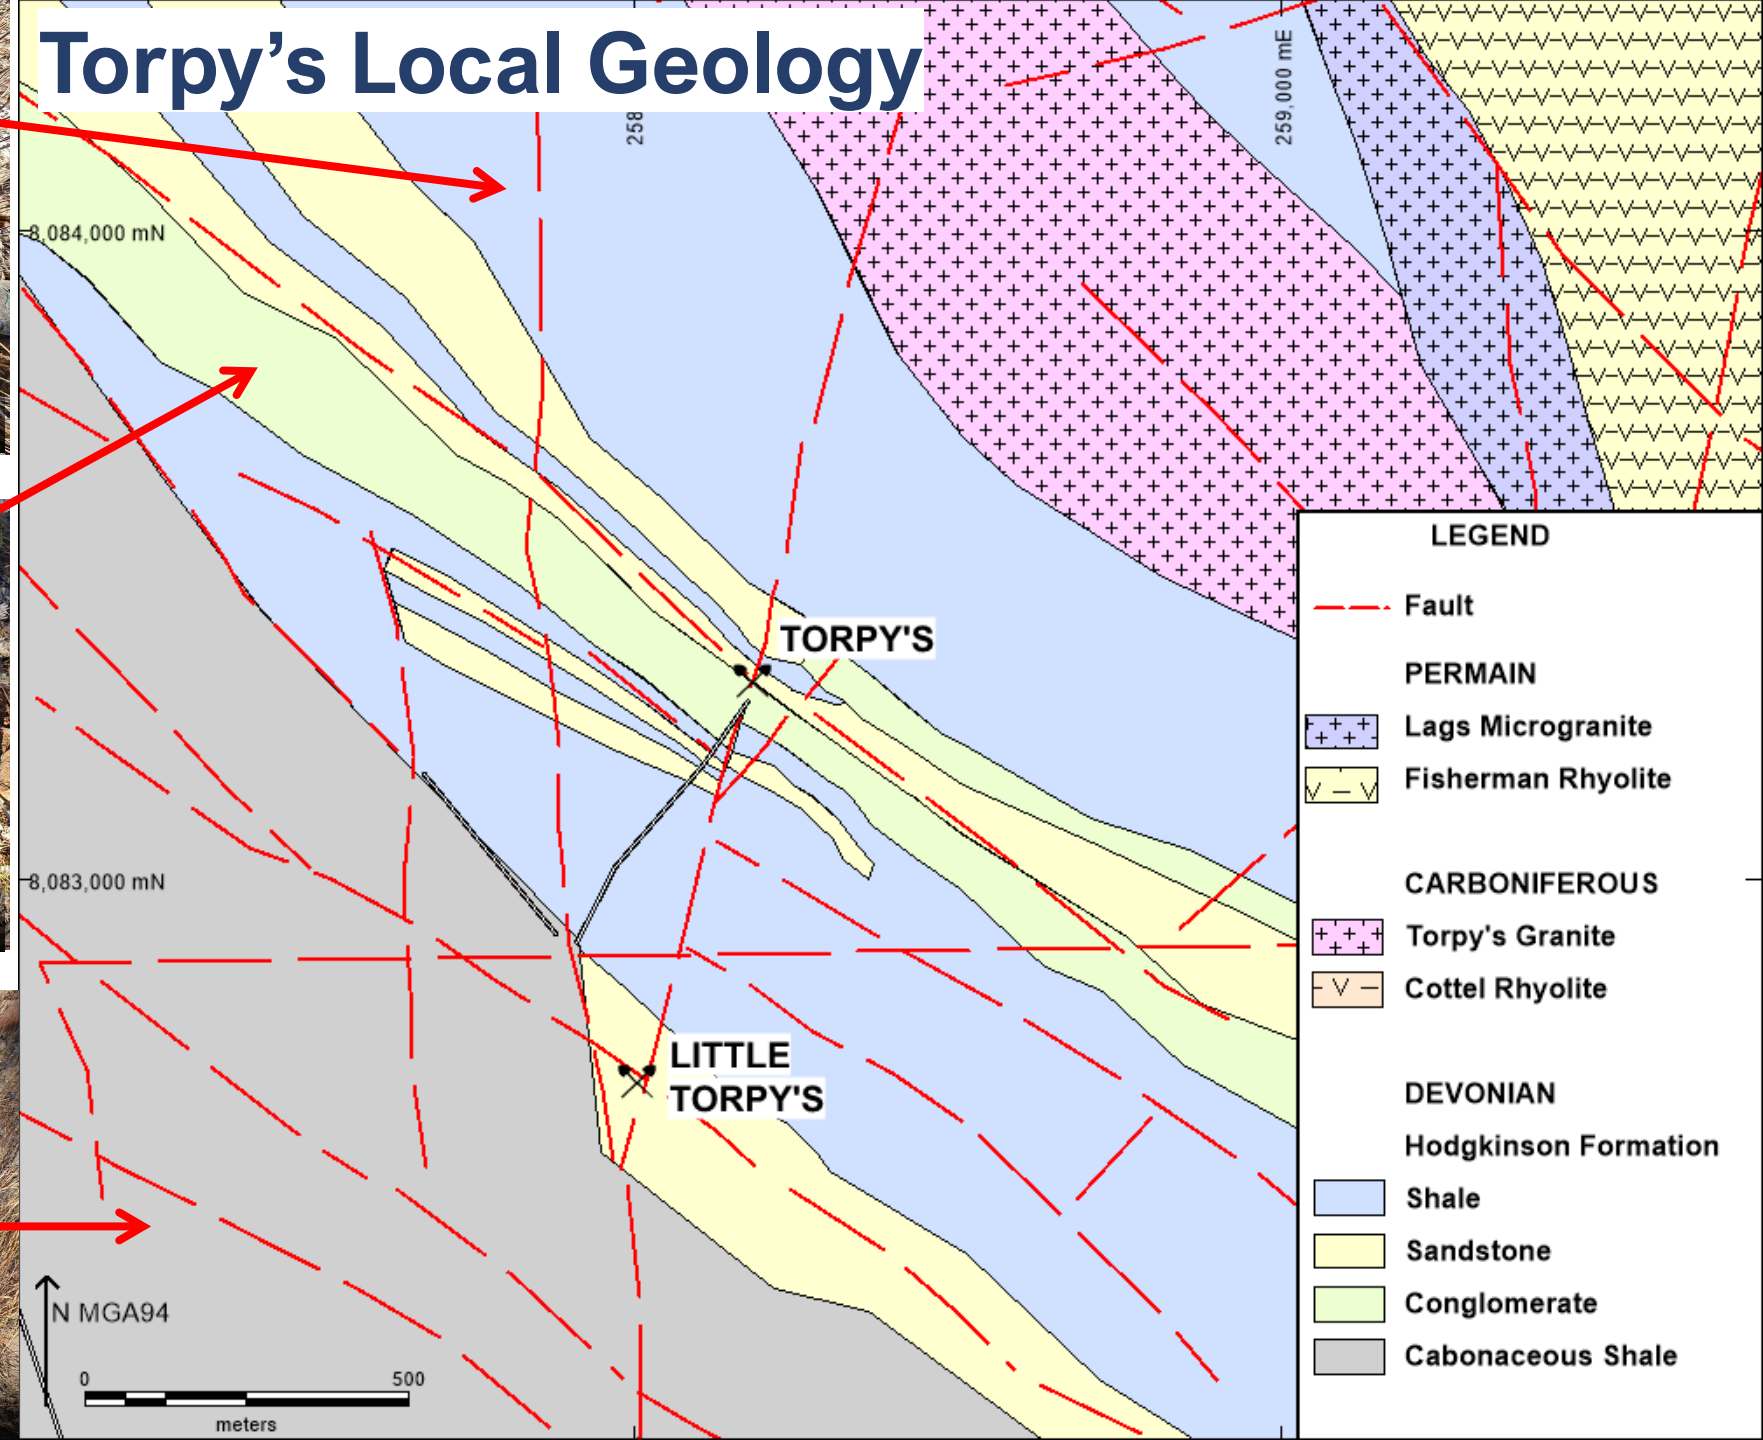 Torpy’s Local Geology
258
259,000 mE
8,084,000 mN
TORPY'S
8,083,000 mN
LITTLE
TORPY'S
N MGA94
0 500
meters
LEGEND
Fault
PERMAIN
Lags Microgranite
Fisherman Rhyolite
CARBONIFEROUS
Torpy's Granite
Cottel Rhyolite
DEVONIAN
Hodgkinson Formation
Shale
Sandstone
Conglomerate
Cabonaceous Shale